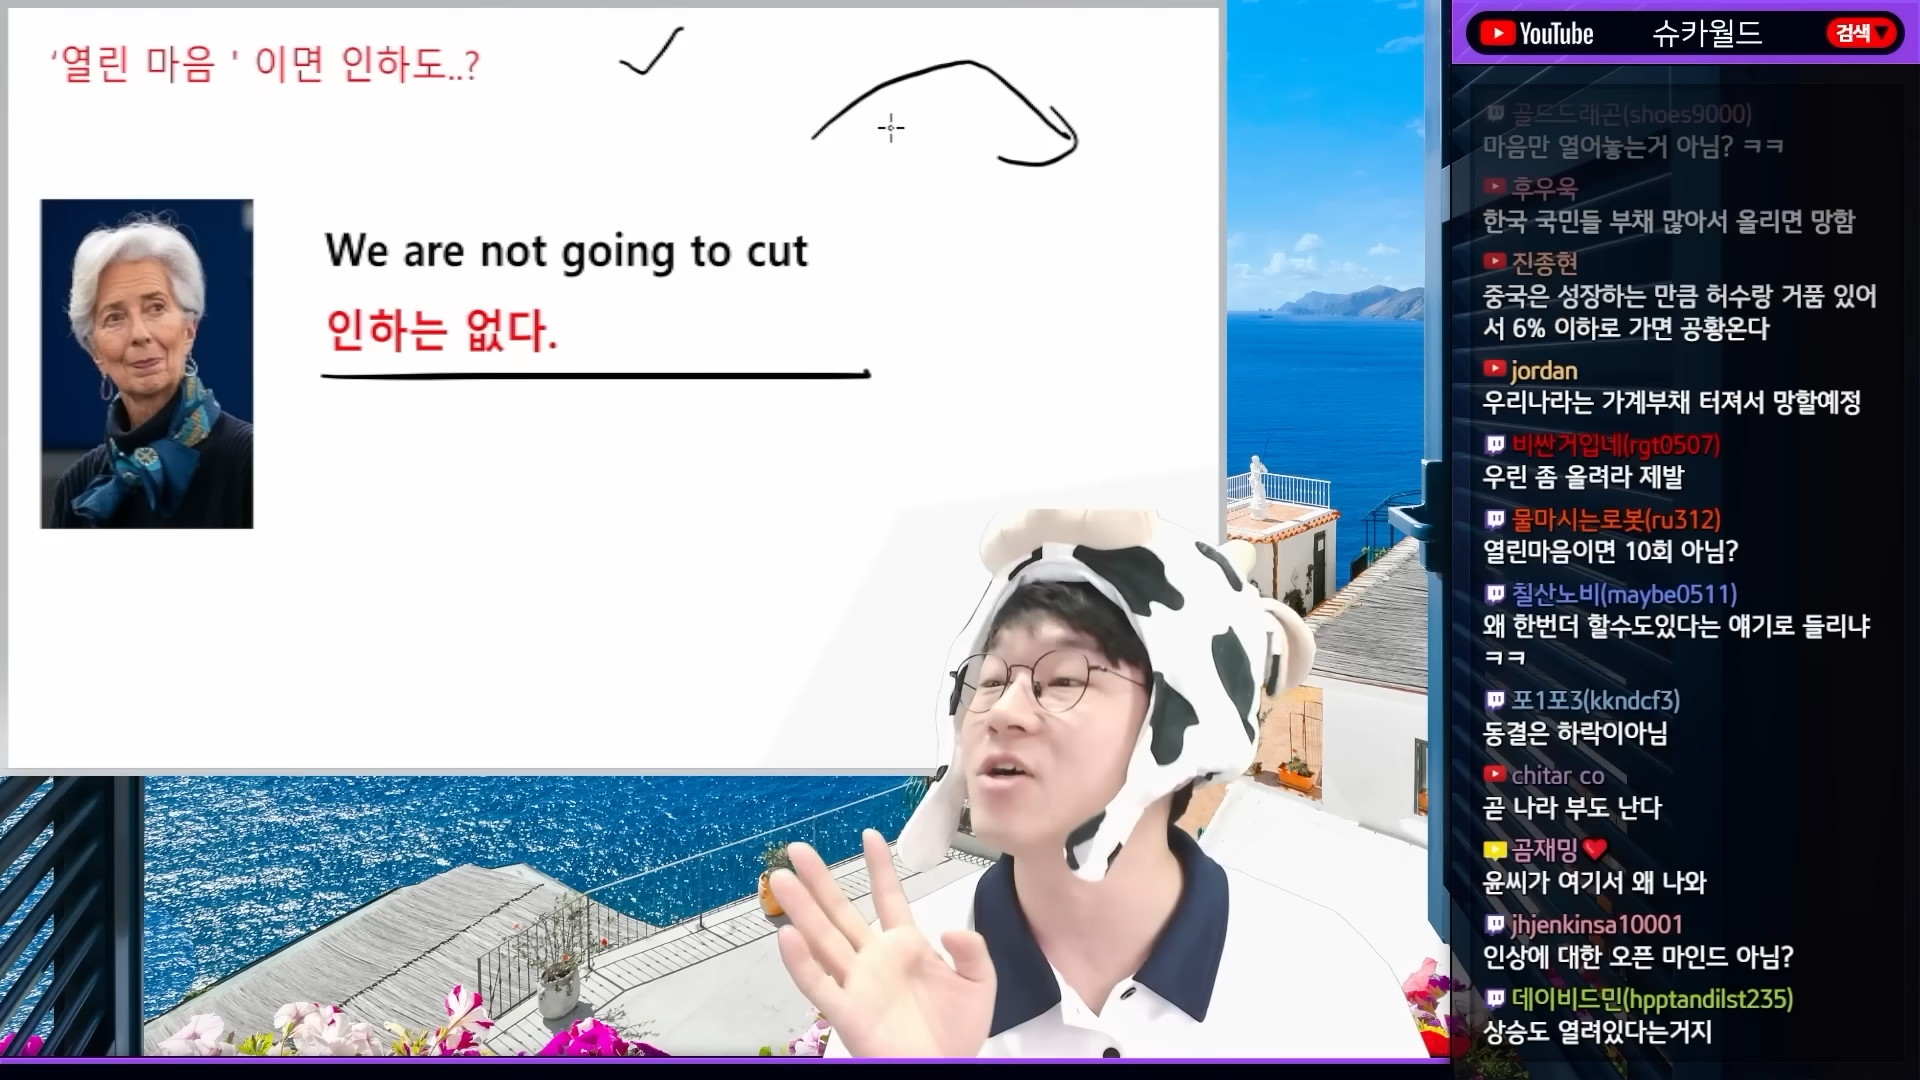 ‘열린 마음 ' 이면 인하도..?
We are not going to cut
인하는 없다.
YouTube 슈카월드 검색▼
골드드래곤(shoes9000)
마음만 열어놓는거 아님? ㅋㅋ
후우욱
한국 국민들 부채 많아서 올리면 망함
진종현
중국은 성장하는 만큼 허수랑 거품 있어
서 6% 이하로 가면 공황온다
jordan
우리나라는 가계부채 터져서 망할예정
비싼거입네(rgt0507)
우린 좀 올려라 제발
물마시는로봇(ru312)
열린마음이면 10회 아님?
칠산노비(maybe0511)
왜 한번더 할수도있다는 얘기로 들리냐
ㅋㅋ
포1포3(kkndcf3)
동결은 하락이아님
chitar co
곧 나라 부도 난다
곰재밍❤
윤씨가 여기서 왜 나와
jhjenkinsa10001
인상에 대한 오픈 마인드 아님?
데이비드민(hpptandilst235)
상승도 열려있다는거지